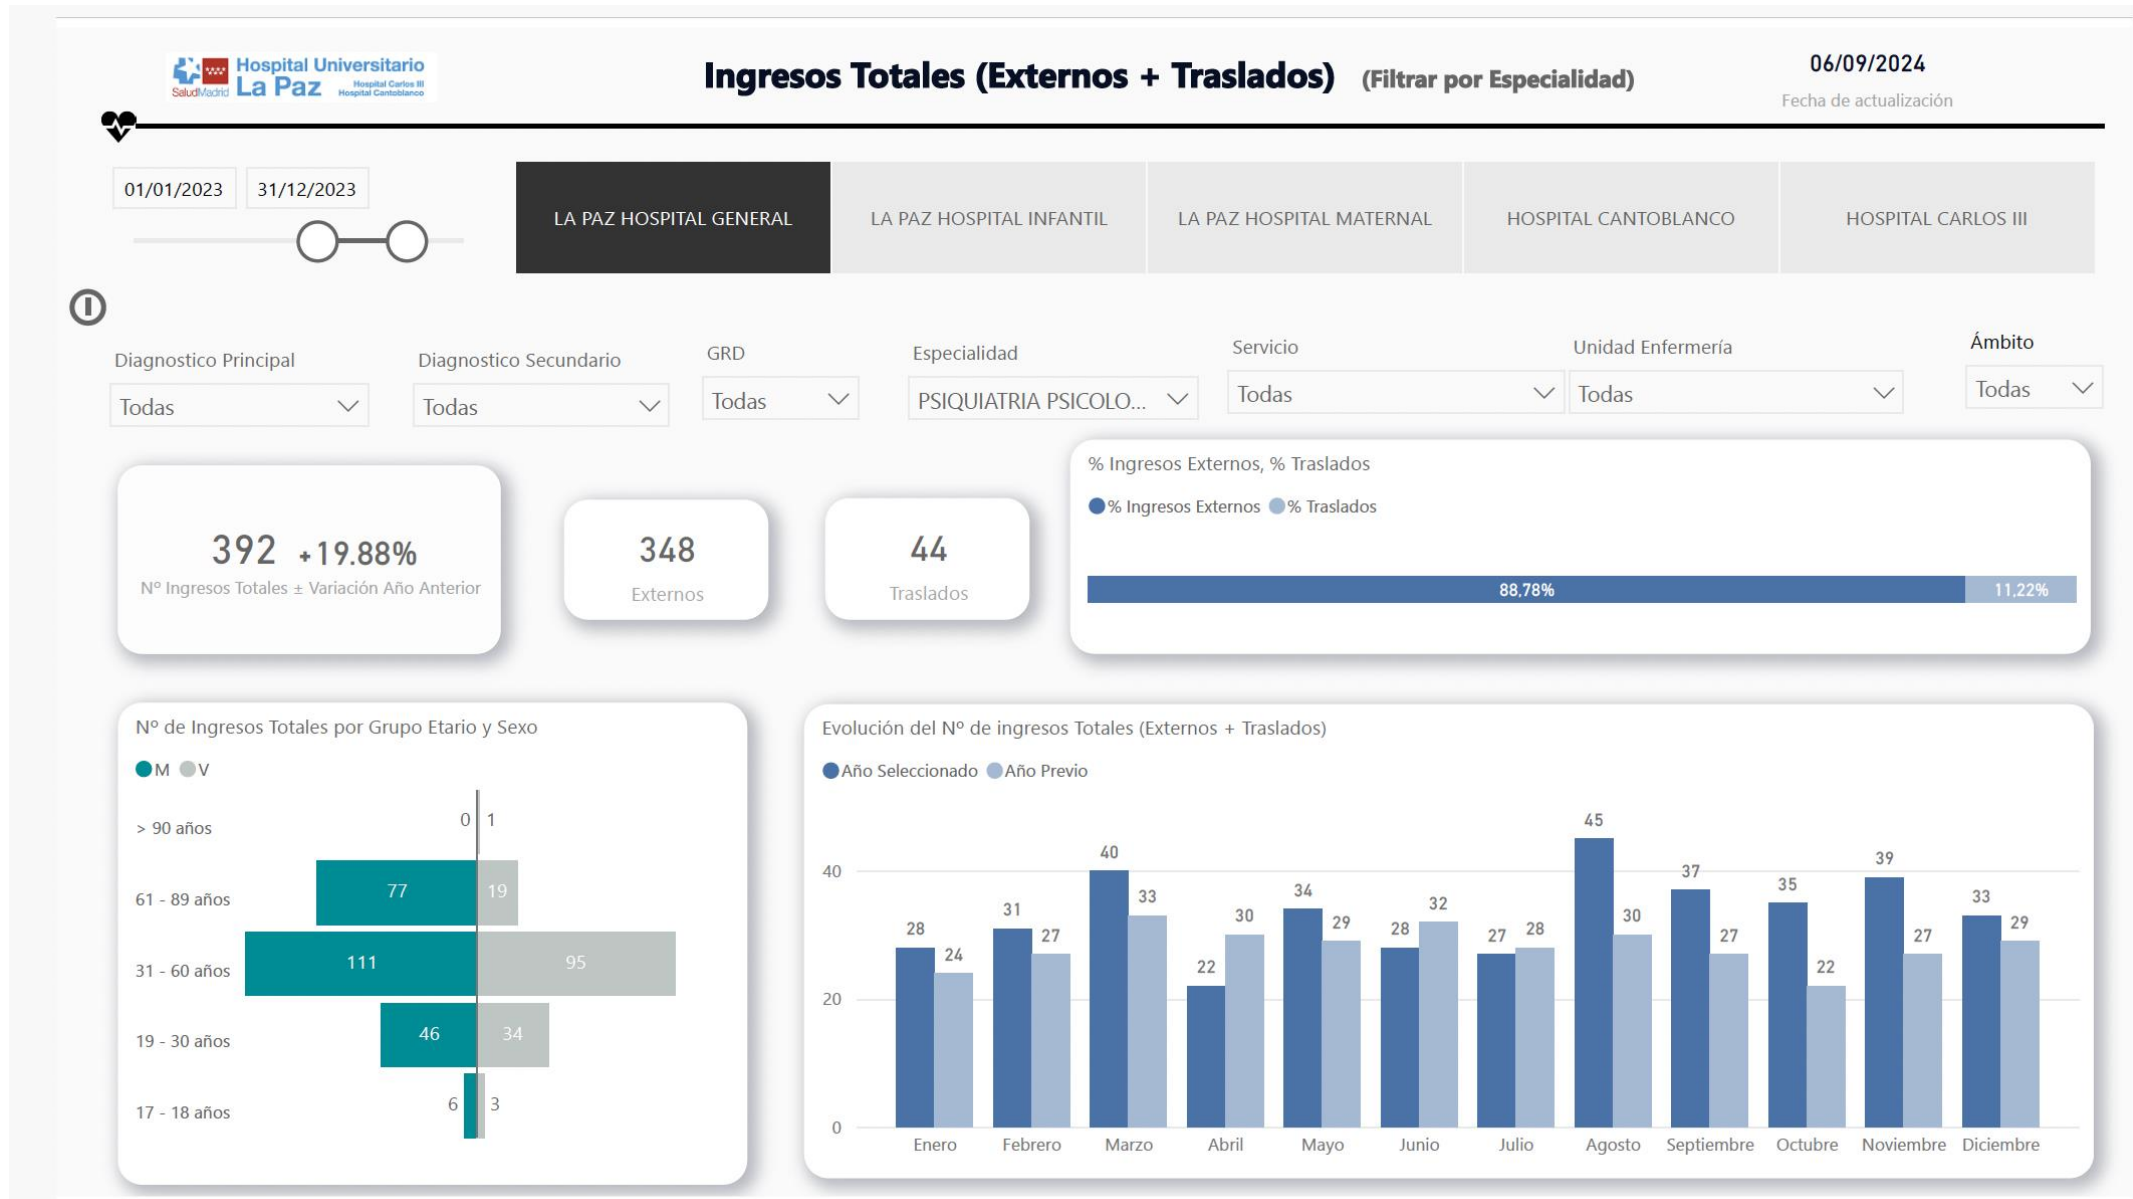 Hospital Universitario
La Paz
Hospital Carlos III
Hospital Cantoblanco
SaludMadrid
Ingresos Totales (Externos + Traslados) (Filtrar por Especialidad)
06/09/2024
Fecha de actualización
01/01/2023 31/12/2023
LA PAZ HOSPITAL GENERAL LA PAZ HOSPITAL INFANTIL LA PAZ HOSPITAL MATERNAL HOSPITAL CANTOBLANCO HOSPITAL CARLOS III
Diagnostico Principal Diagnostico Secundario GRD Especialidad Servicio Unidad Enfermería Ámbito
Todas Todas Todas PSIQUIATRIA PSICOLO... Todas Todas Todas
392 +19.88%
Nº Ingresos Totales ± Variación Año Anterior
348
Externos
44
Traslados
% Ingresos Externos, % Traslados
% Ingresos Externos % Traslados
88,78% 11,22%
Nº de Ingresos Totales por Grupo Etario y Sexo
M V
> 90 años 0 1
61 - 89 años 77 19
31 - 60 años 111 95
19 - 30 años 46 34
17 - 18 años 6 3
Evolución del Nº de ingresos Totales (Externos + Traslados)
Año Seleccionado Año Previo
40
20
0
28 24 31 27 40 33 22 30 34 29 28 32 27 28 45 30 37 27 35 22 39 27 33 29
Enero Febrero Marzo Abril Mayo Junio Julio Agosto Septiembre Octubre Noviembre Diciembre